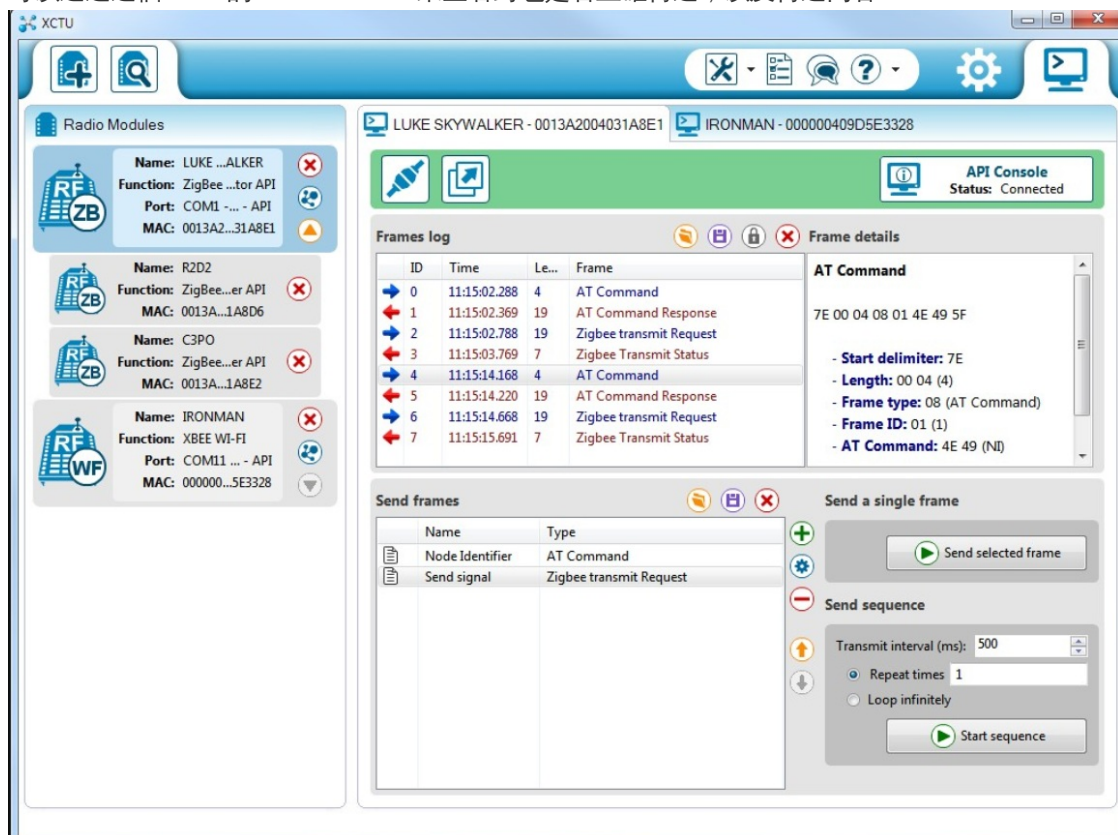 XCTU
Radio Modules
Name: LUKE ...ALKER
Function: ZigBee ...tor API
Port: COM1 -... - API
MAC: 0013A2...31A8E1
Name: R2D2
Function: ZigBee...er API
MAC: 0013A...1A8D6
Name: C3PO
Function: ZigBee...er API
MAC: 0013A...1A8E2
Name: IRONMAN
Function: XBEE WI-FI
Port: COM11 ... - API
MAC: 000000...5E3328
RF ZB
RF ZB
RF ZB
RF WF
LUKE SKYWALKER - 0013A2004031A8E1
IRONMAN - 000000409D5E3328
API Console
Status: Connected
Frames log
ID Time Le... Frame
0 11:15:02.288 4 AT Command
1 11:15:02.369 19 AT Command Response
2 11:15:02.788 19 Zigbee transmit Request
3 11:15:03.769 7 Zigbee Transmit Status
4 11:15:14.168 4 AT Command
5 11:15:14.220 19 AT Command Response
6 11:15:14.668 19 Zigbee transmit Request
7 11:15:15.691 7 Zigbee Transmit Status
Frame details
AT Command
7E 00 04 08 01 4E 49 5F
- Start delimiter: 7E
- Length: 00 04 (4)
- Frame type: 08 (AT Command)
- Frame ID: 01 (1)
- AT Command: 4E 49 (NI)
Send frames
Name Type
Node Identifier AT Command
Send signal Zigbee transmit Request
Send a single frame
Send selected frame
Send sequence
Transmit interval (ms): 500
Repeat times 1
Loop infinitely
Start sequence